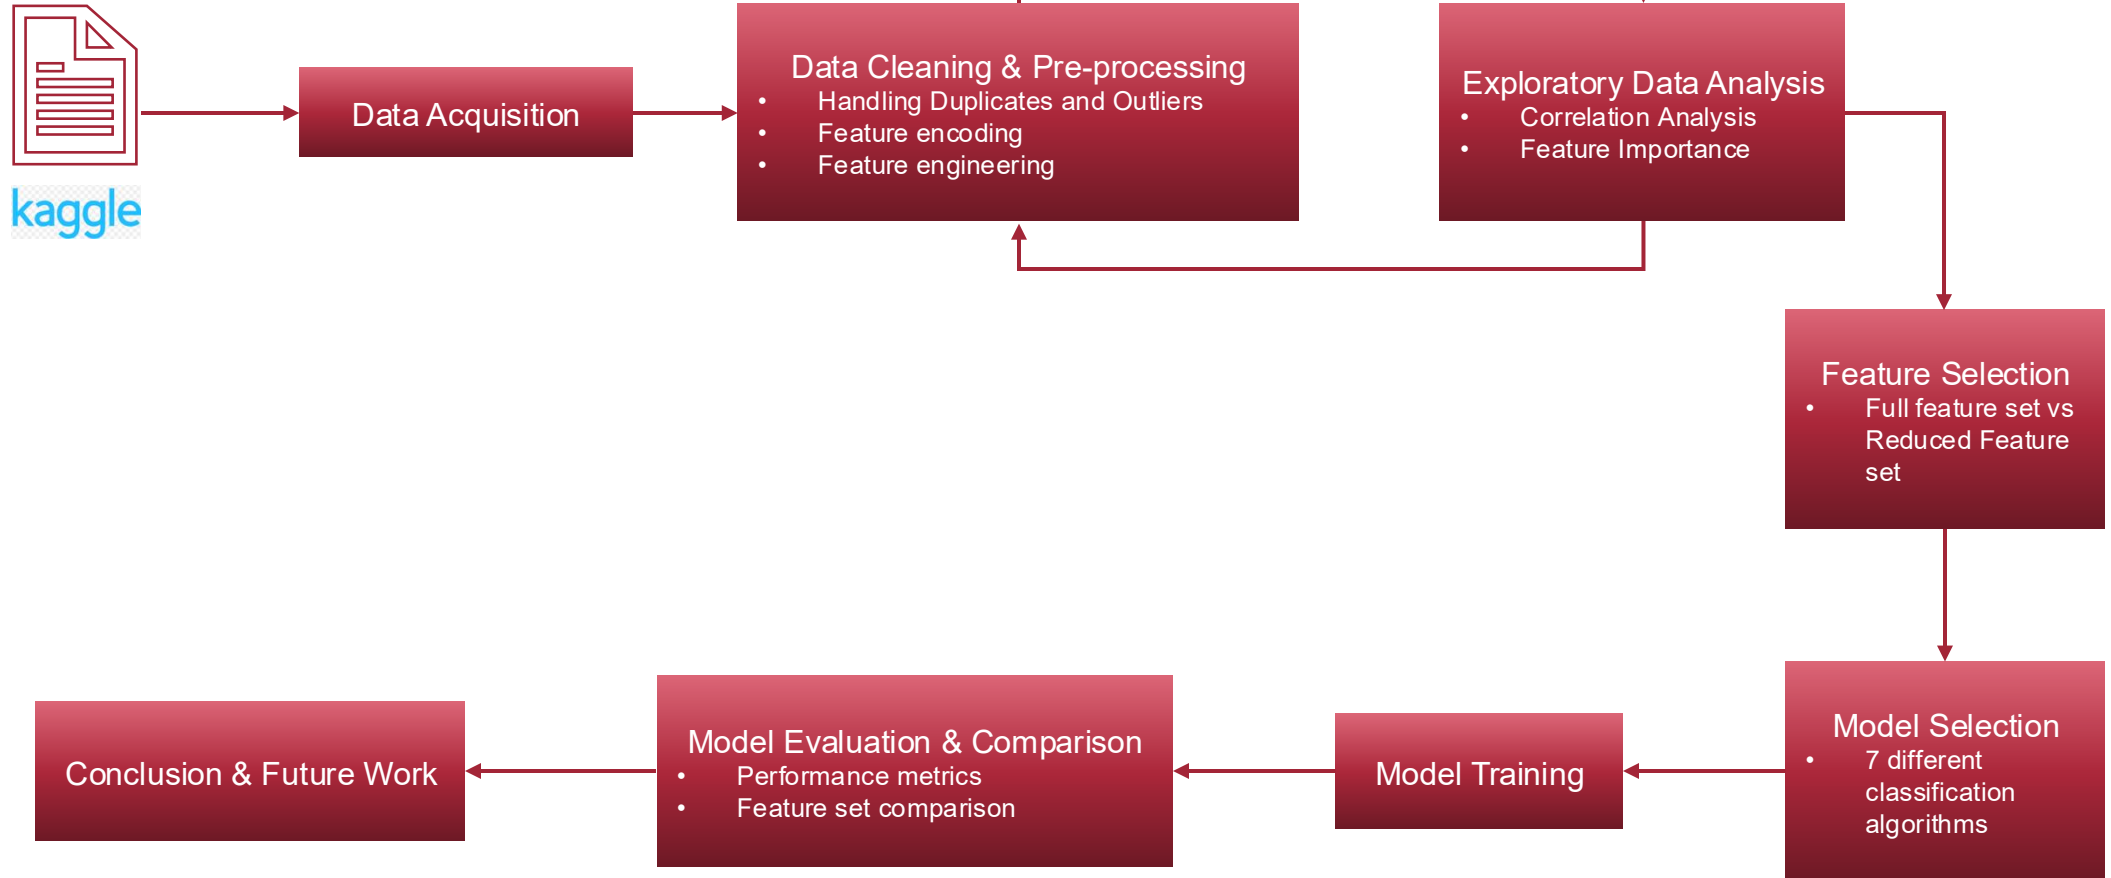 kaggle
Data Acquisition
Data Cleaning & Pre-processing
• Handling Duplicates and Outliers
• Feature encoding
• Feature engineering
Exploratory Data Analysis
• Correlation Analysis
• Feature Importance
Feature Selection
• Full feature set vs
Reduced Feature
set
Model Selection
• 7 different
classification
algorithms
Model Training
Model Evaluation & Comparison
• Performance metrics
• Feature set comparison
Conclusion & Future Work